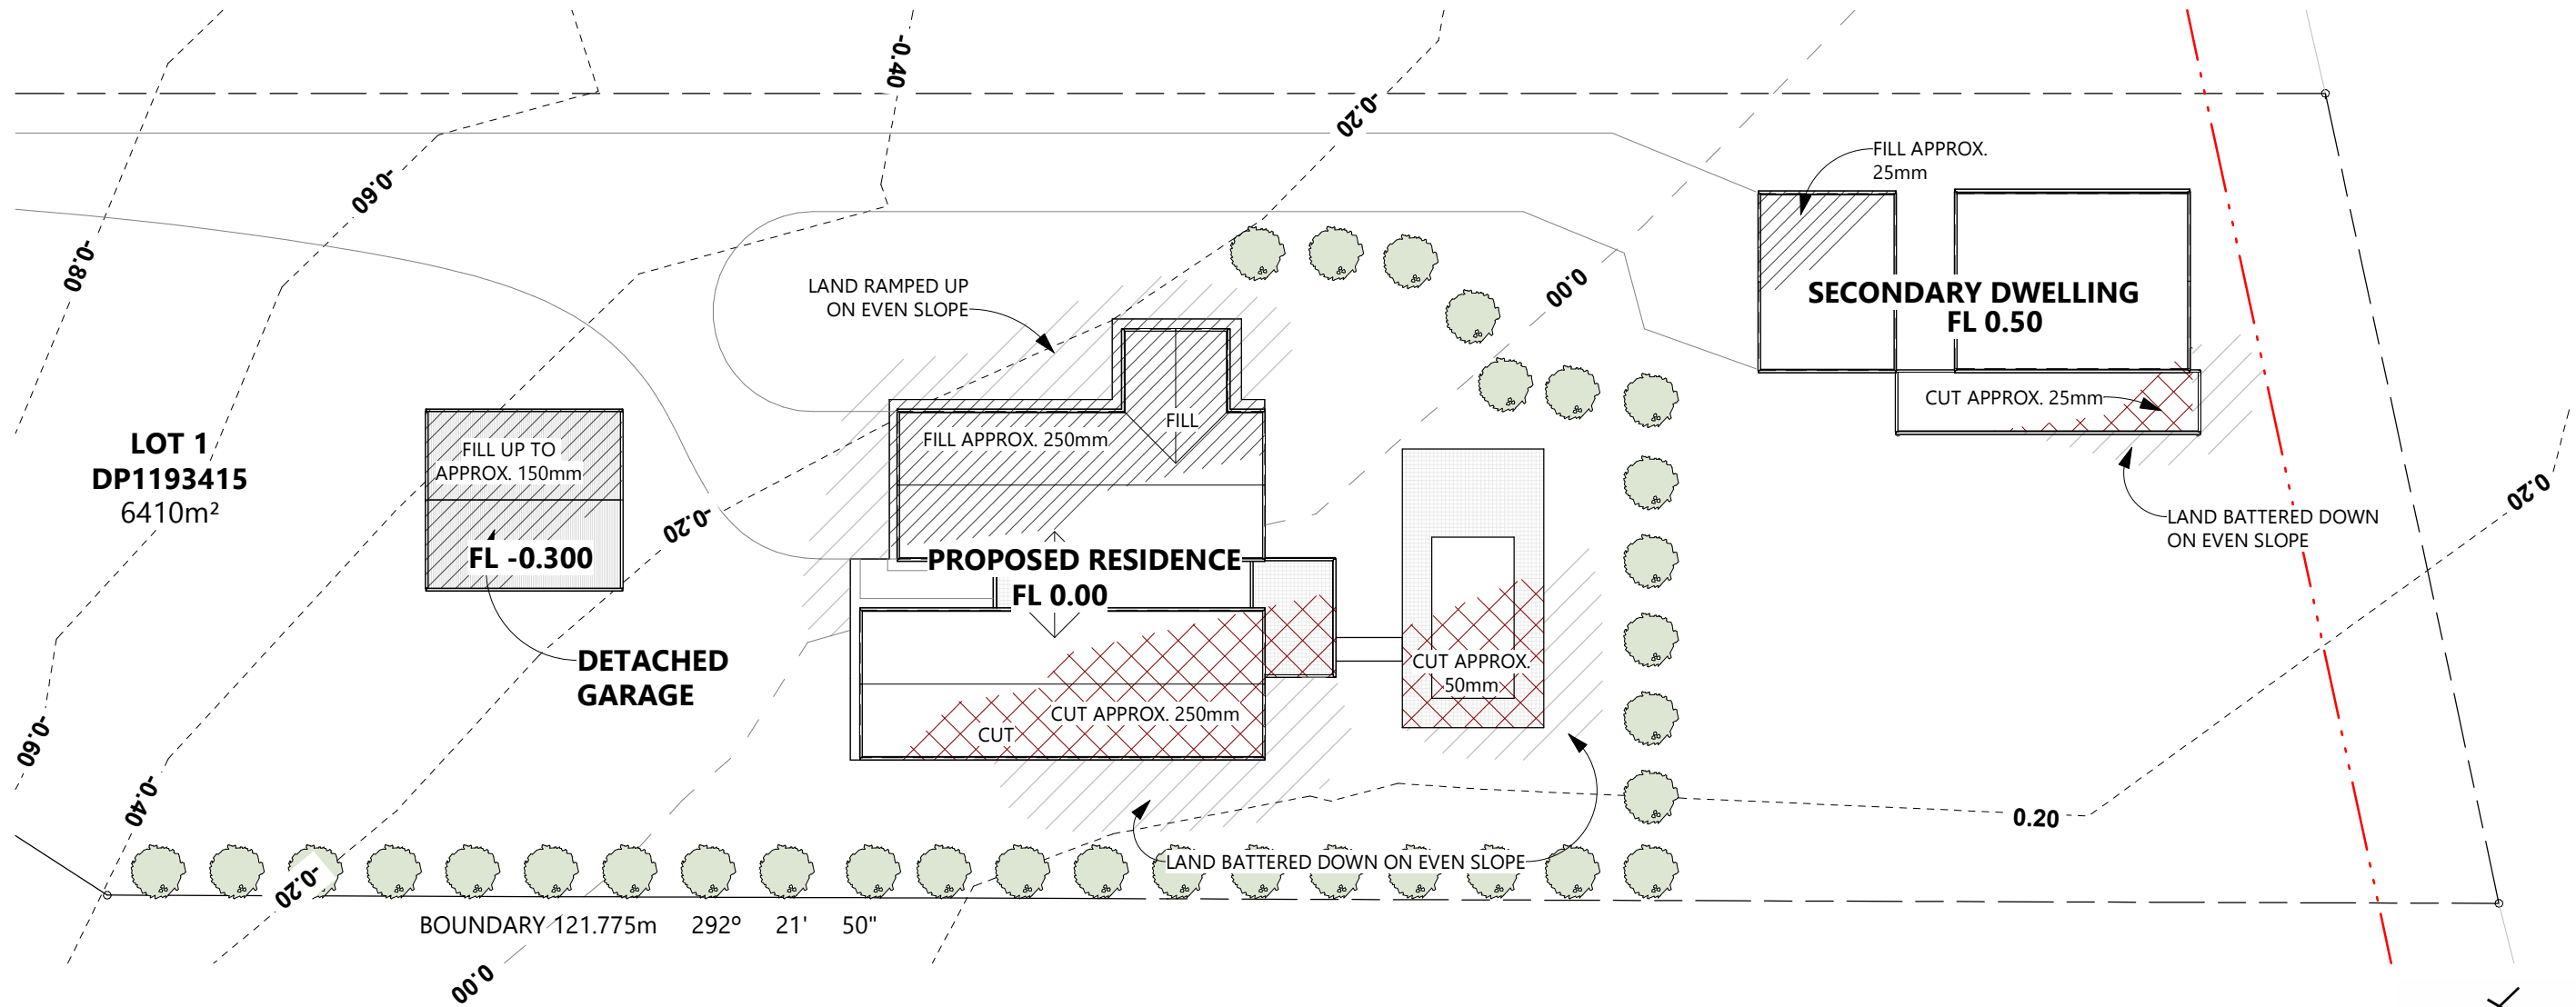 -0.40
-0.20
-0.60
-0.80
FILL APPROX.
25mm
LAND RAMPED UP
ON EVEN SLOPE
0.00
SECONDARY DWELLING
FL 0.50
CUT APPROX. 25mm
LOT 1
DP1193415
6410m²
FILL UP TO
APPROX. 150mm
FL -0.300
FILL APPROX. 250mm
FILL
-0.20
PROPOSED RESIDENCE
FL 0.00
0.20
LAND BATTERED DOWN
ON EVEN SLOPE
DETACHED
GARAGE
CUT APPROX.
50mm
CUT APPROX. 250mm
CUT
-0.60
-0.40
0.20
LAND BATTERED DOWN ON EVEN SLOPE
-0.20
BOUNDARY 121.775m 292º 21' 50"
0.00